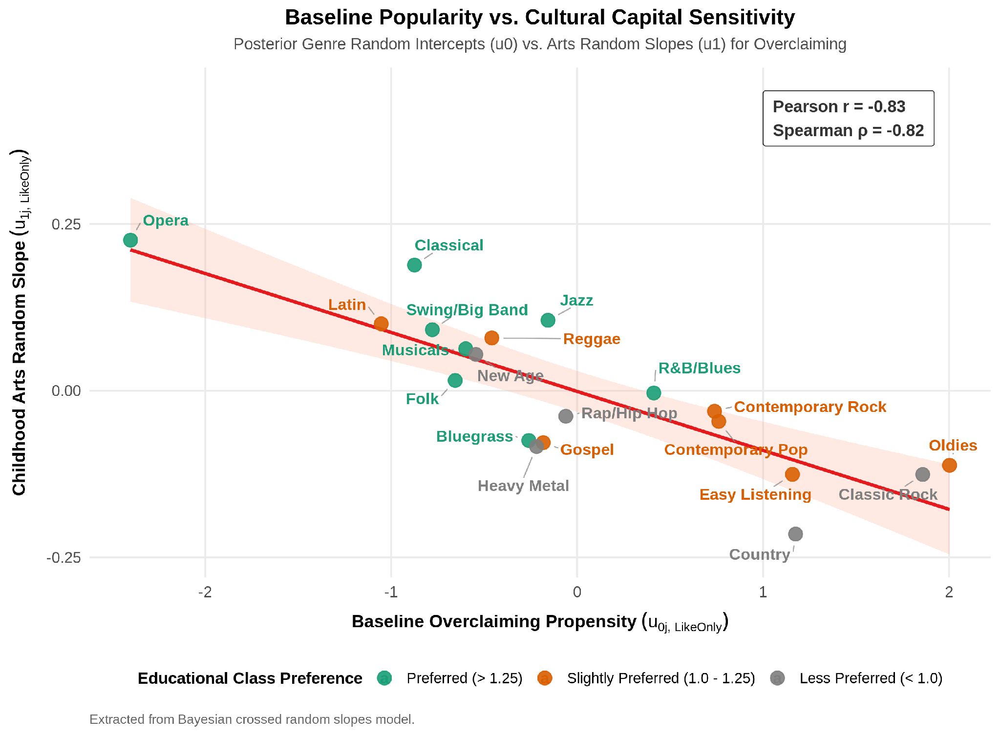 Baseline Popularity vs. Cultural Capital Sensitivity
Posterior Genre Random Intercepts (u0) vs. Arts Random Slopes (u1) for Overclaiming
Pearson r = -0.83
Spearman ρ = -0.82
Childhood Arts Random Slope (u1j, LikeOnly)
0.25
0.00
-0.25
Opera
Classical
Latin
Swing/Big Band
Jazz
Reggae
Musicals
New Age
Folk
R&B/Blues
Rap/Hip Hop
Contemporary Rock
Bluegrass
Gospel
Contemporary Pop
Oldies
Heavy Metal
Easy Listening
Classic Rock
Country
-2
-1
0
1
2
Baseline Overclaiming Propensity (u0j, LikeOnly)
Educational Class Preference
a Preferred (> 1.25)
a Slightly Preferred (1.0 - 1.25)
a Less Preferred (< 1.0)
Extracted from Bayesian crossed random slopes model.